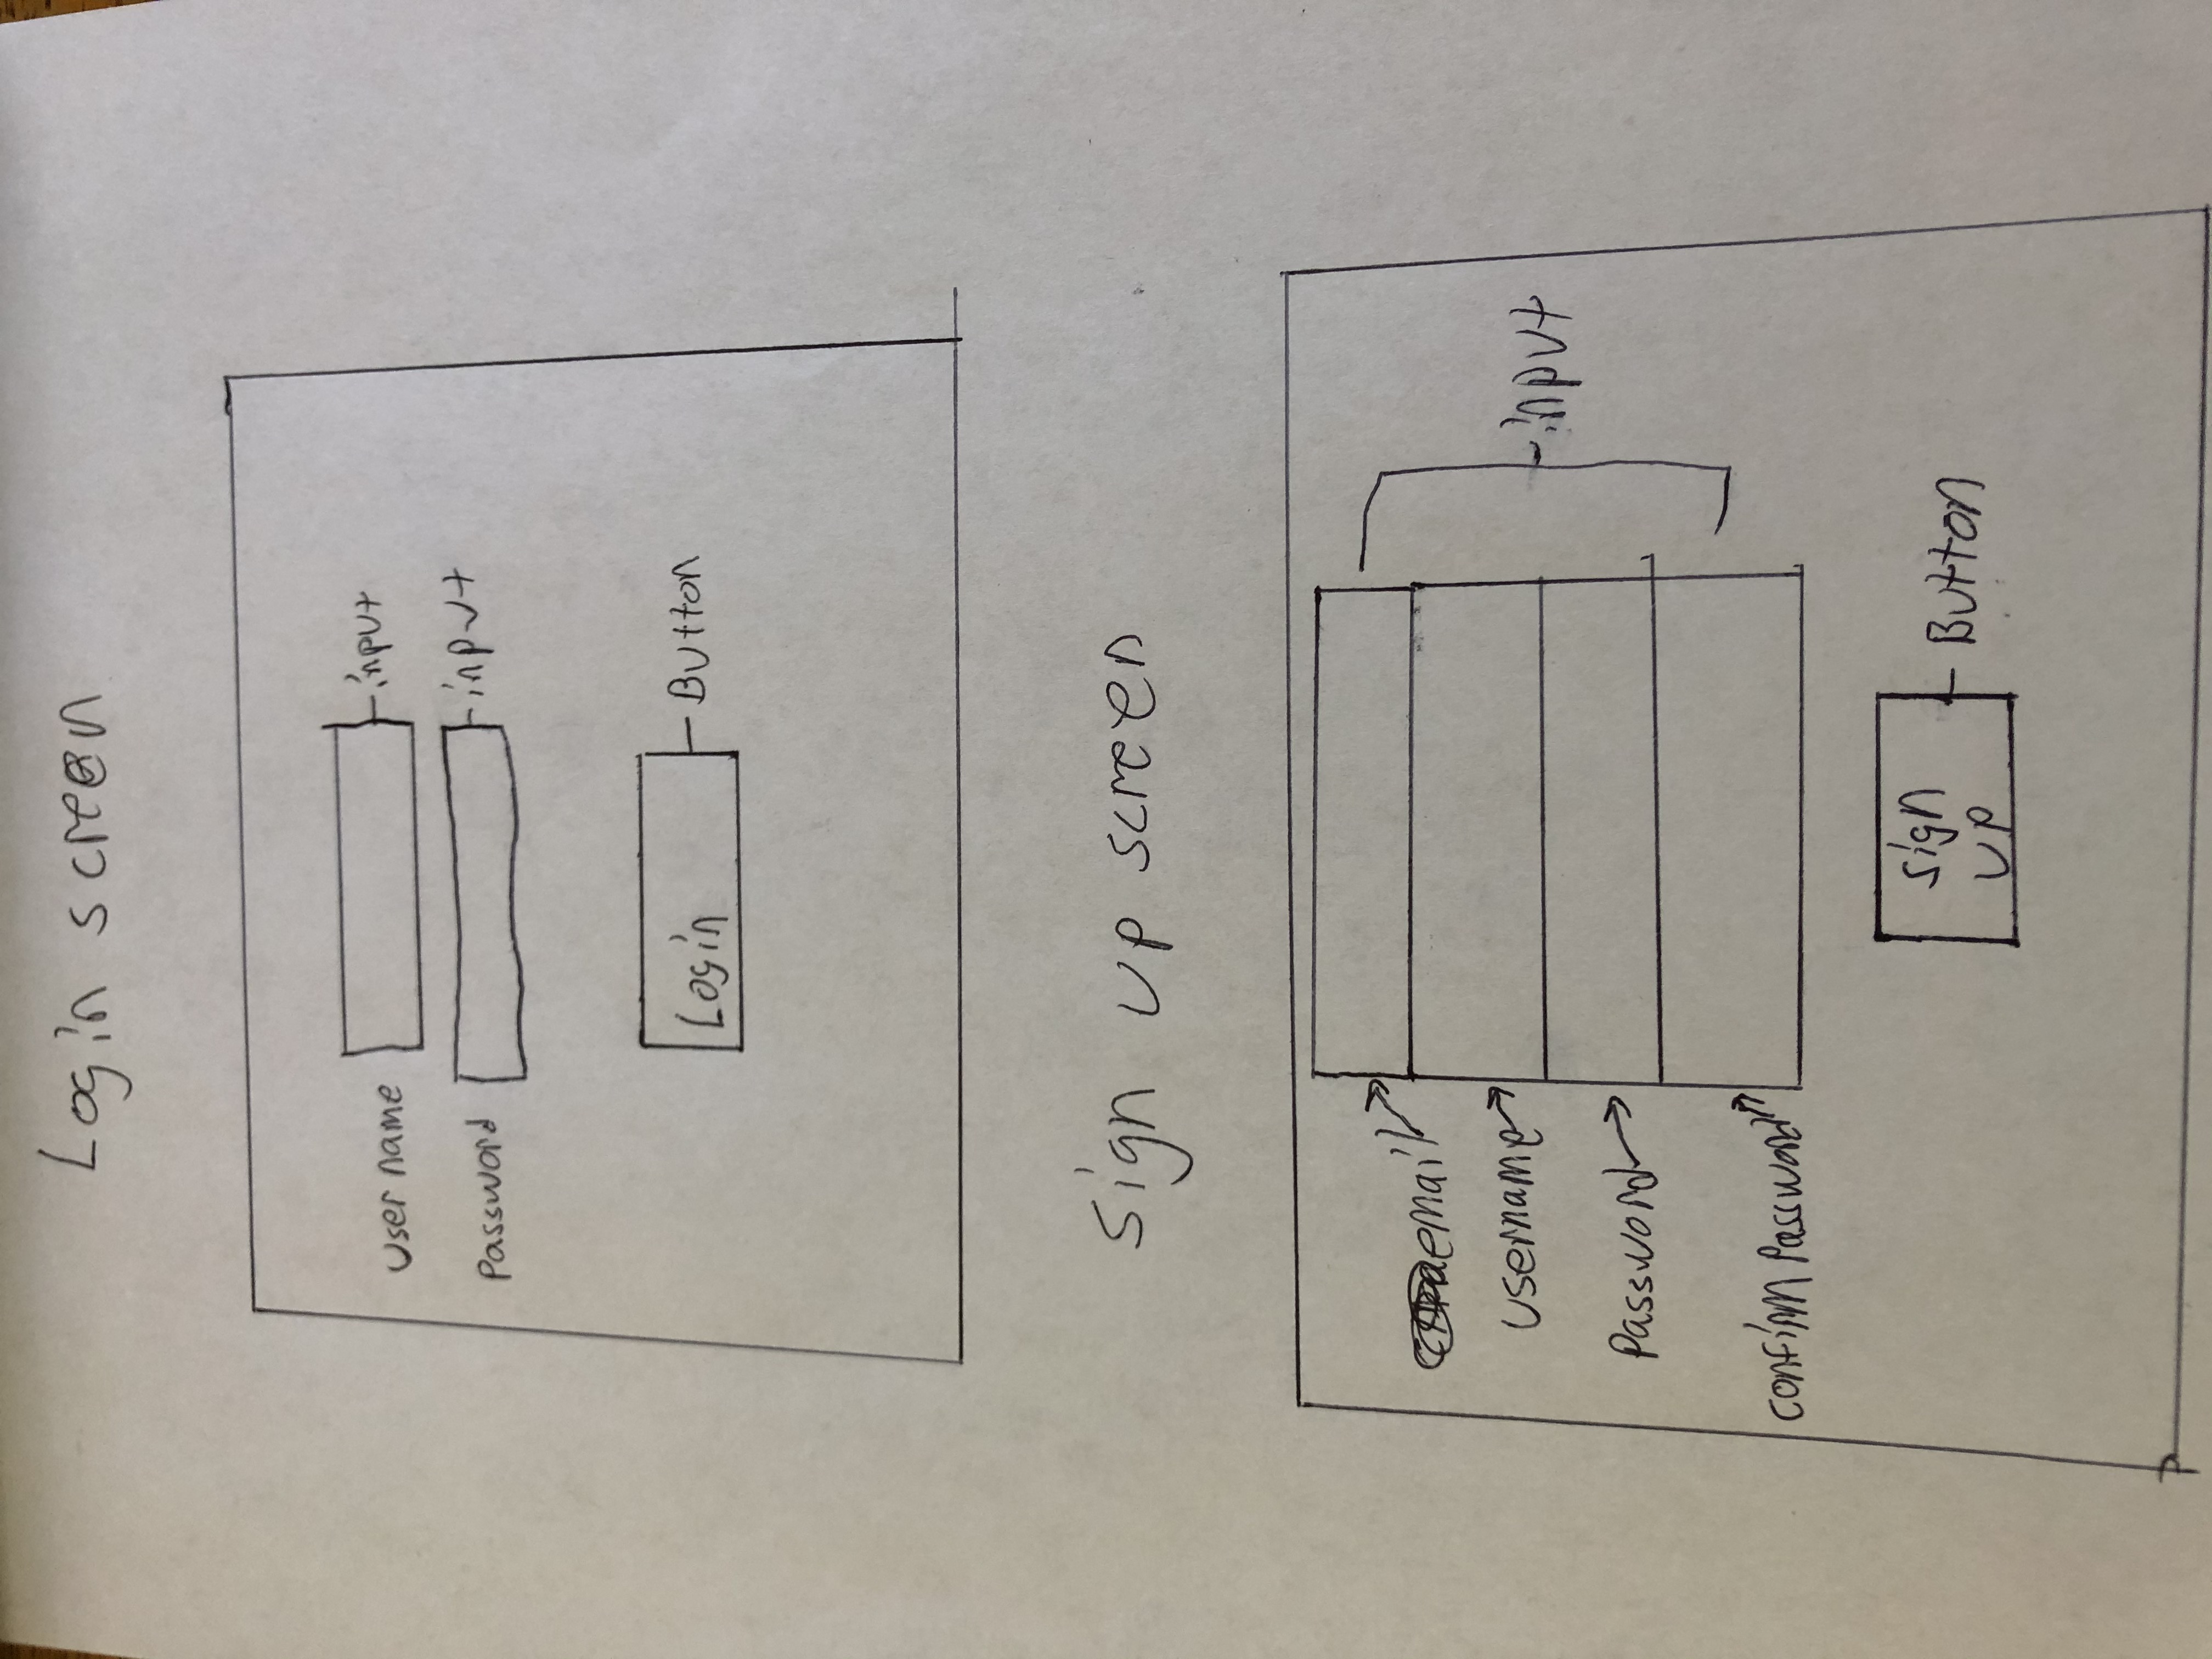 Login screen
User name
input
Password
input
Login
Button
Sign up screen
email
username
input
Password
confirm Password
sign
up
Button